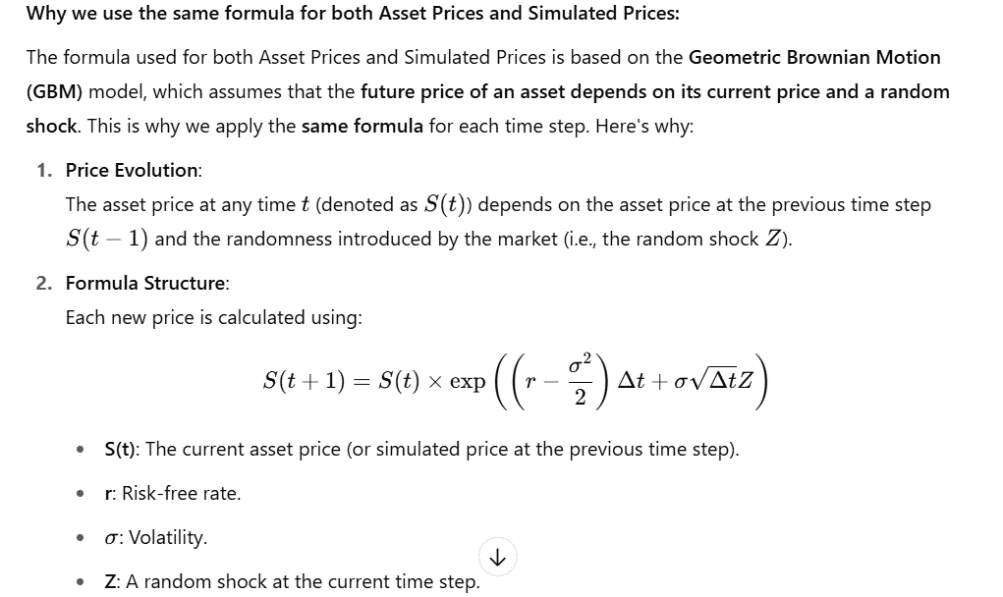 Why we use the same formula for both Asset Prices and Simulated Prices:
The formula used for both Asset Prices and Simulated Prices is based on the Geometric Brownian Motion
(GBM) model, which assumes that the future price of an asset depends on its current price and a random
shock. This is why we apply the same formula for each time step. Here's why:
1. Price Evolution:
The asset price at any time t (denoted as S(t)) depends on the asset price at the previous time step
S(t − 1) and the randomness introduced by the market (i.e., the random shock Z).
2. Formula Structure:
Each new price is calculated using:
S(t + 1) = S(t) × exp((r − σ²/2) Δt + σ√Δt Z)
• S(t): The current asset price (or simulated price at the previous time step).
• r: Risk-free rate.
• σ: Volatility.
• Z: A random shock at the current time step.